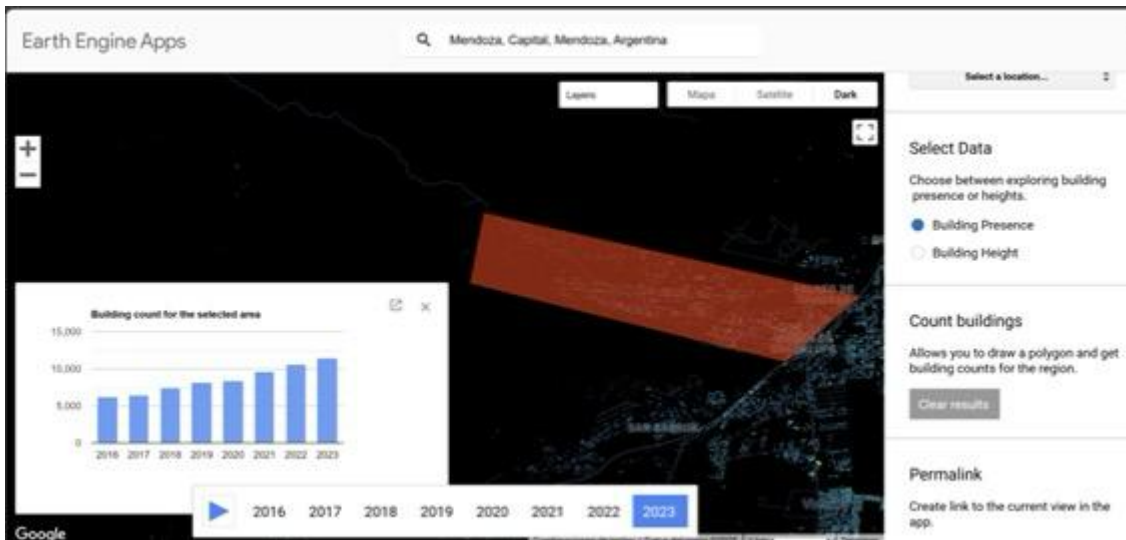 Earth Engine Apps
Mendoza, Capital, Mendoza, Argentina
Select a location...
Layers
Maps
Satellite
Dark
+
−
Select Data
Choose between exploring building
presence or heights.
Building Presence
Building Height
Building count for the selected area
15,000
10,000
5,000
0
2016 2017 2018 2019 2020 2021 2022 2023
Count buildings
Allows you to draw a polygon and get
building counts for the region.
Clear results
Permalink
Create link to the current view in the
app.
2016 2017 2018 2019 2020 2021 2022 2023
Google